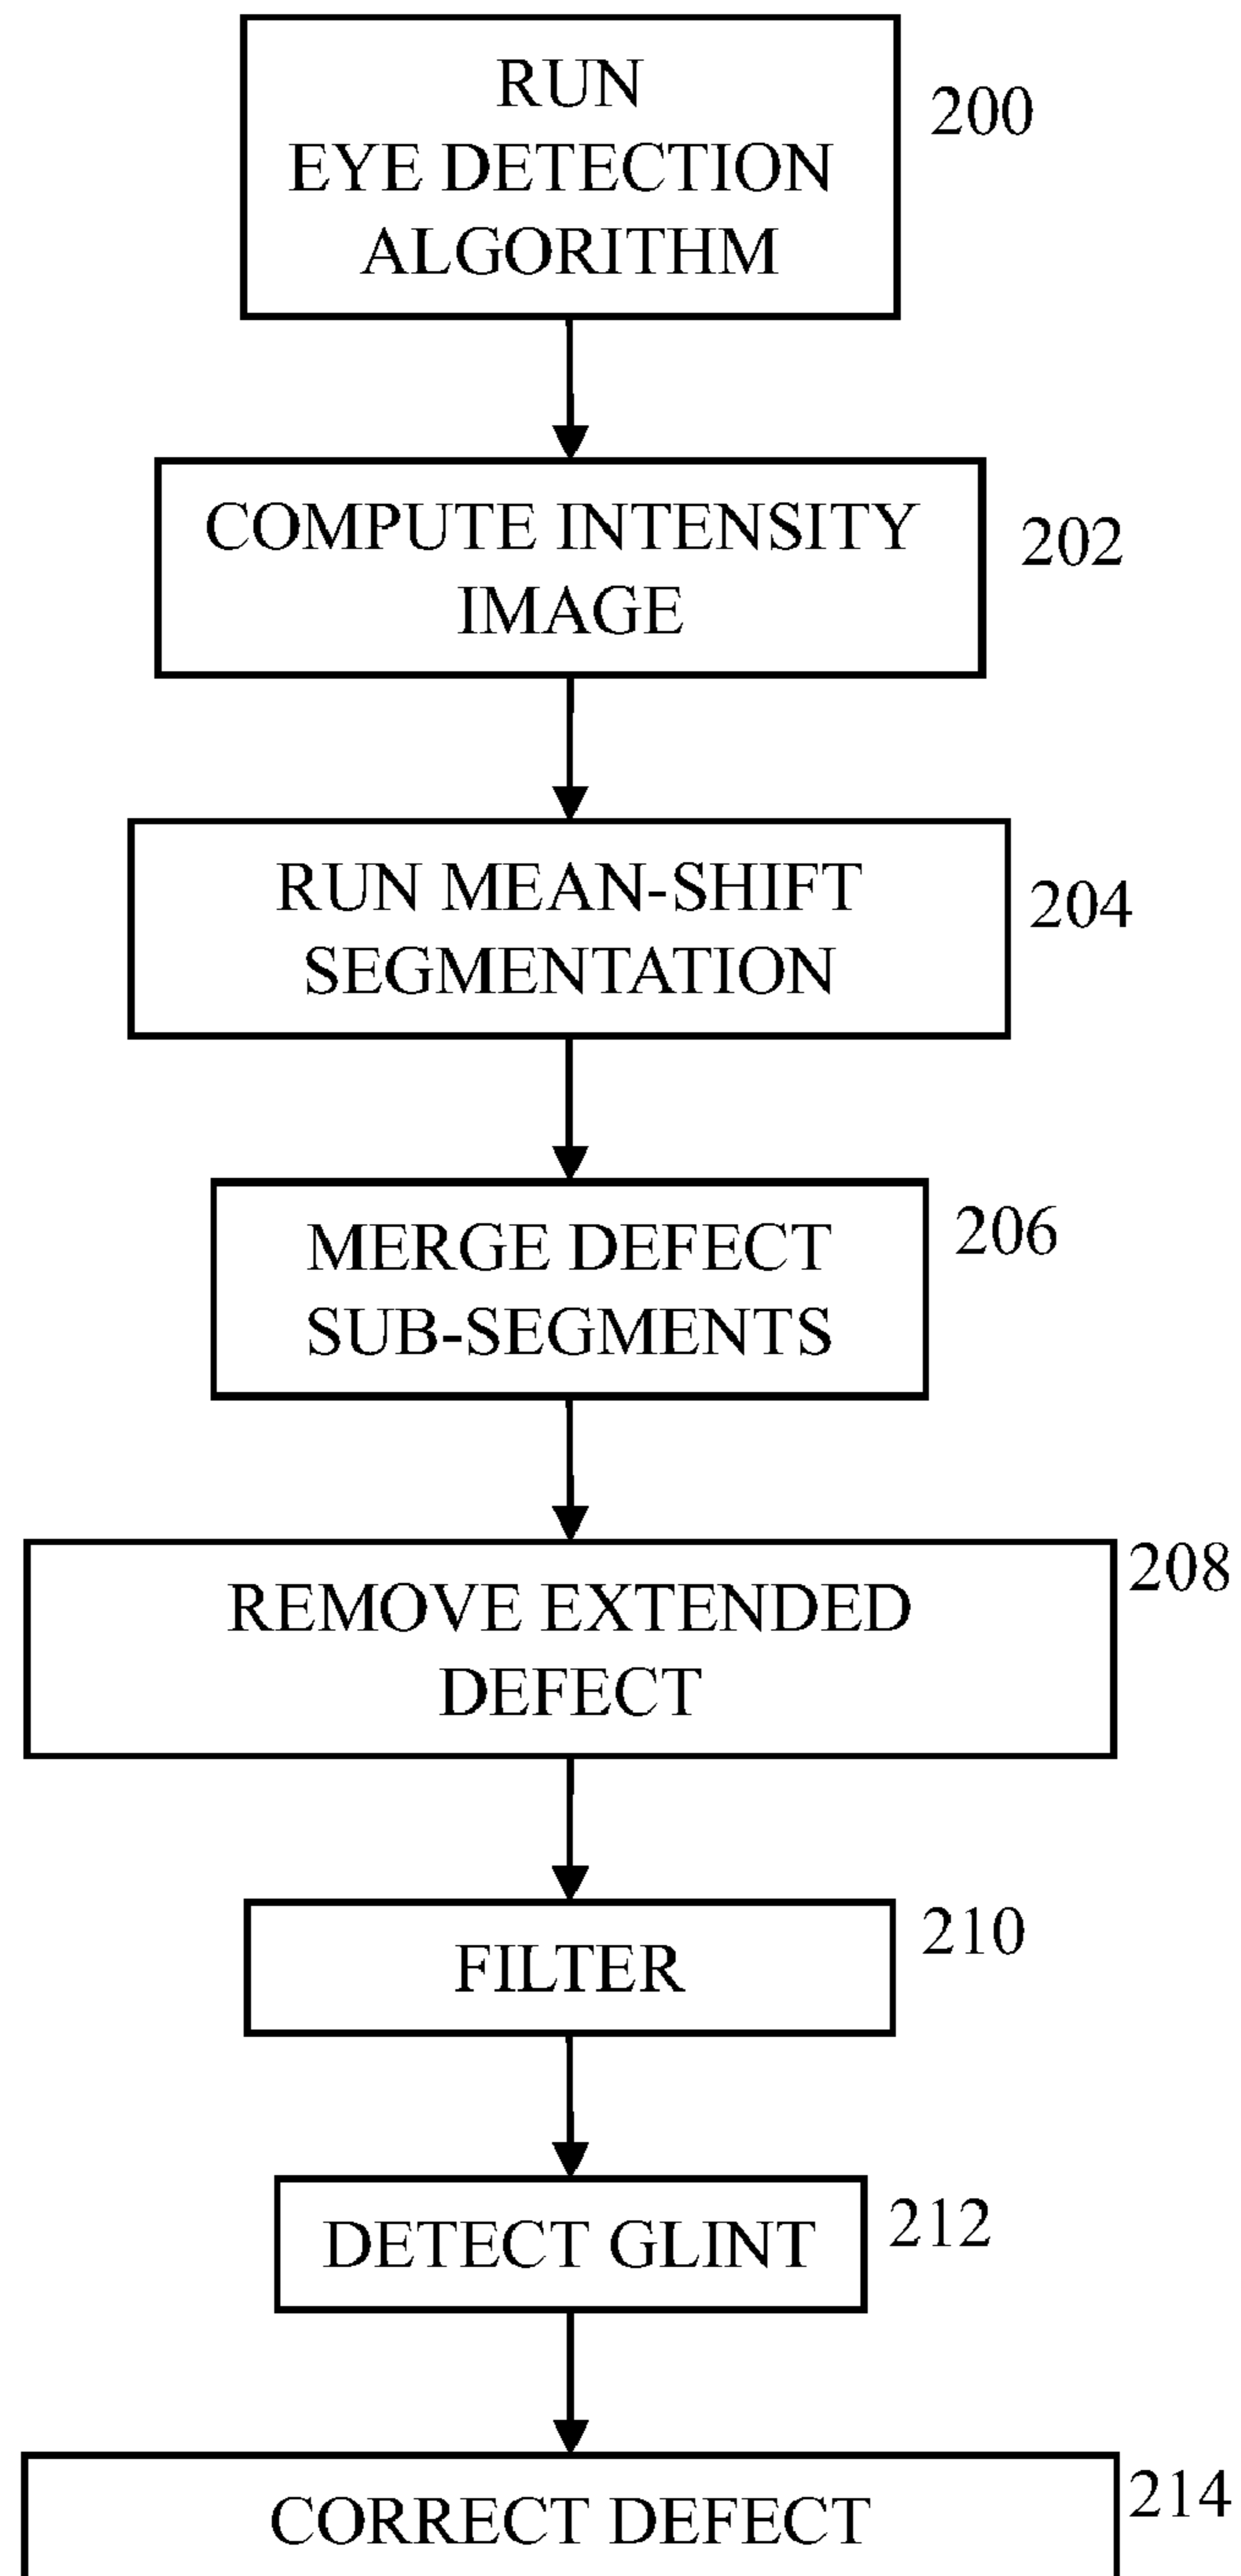 RUN
EYE DETECTION
ALGORITHM
200
COMPUTE INTENSITY
IMAGE
202
RUN MEAN-SHIFT
SEGMENTATION
204
MERGE DEFECT
SUB-SEGMENTS
206
REMOVE EXTENDED
DEFECT
208
FILTER
210
DETECT GLINT
212
CORRECT DEFECT
214